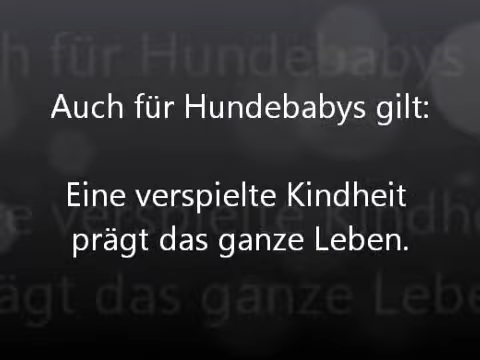 Auch für Hundebabys gilt:
Eine verspielte Kindheit
prägt das ganze Leben.